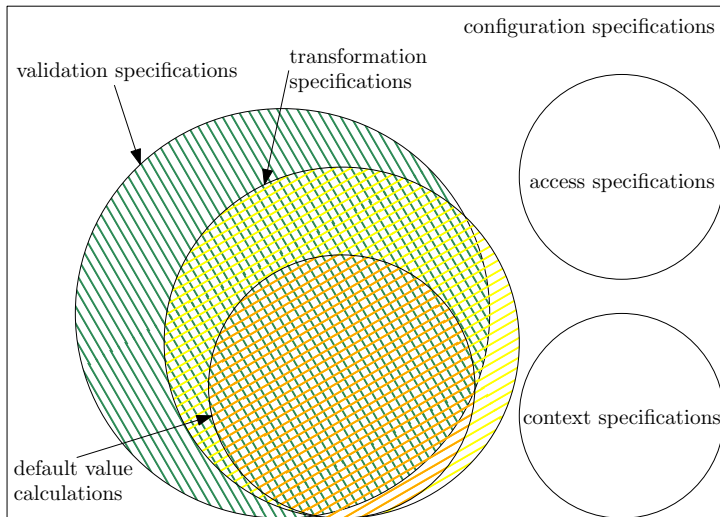 configuration specifications
validation specifications
transformation
specifications
access specifications
context specifications
default value
calculations